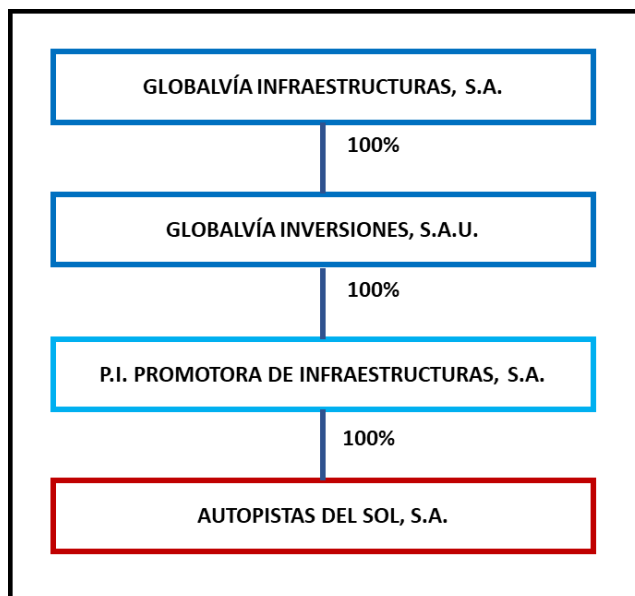 GLOBALVÍA INFRAESTRUCTURAS, S.A.
100%
GLOBALVÍA INVERSIONES, S.A.U.
100%
P.I. PROMOTORA DE INFRAESTRUCTURAS, S.A.
100%
AUTOPISTAS DEL SOL, S.A.